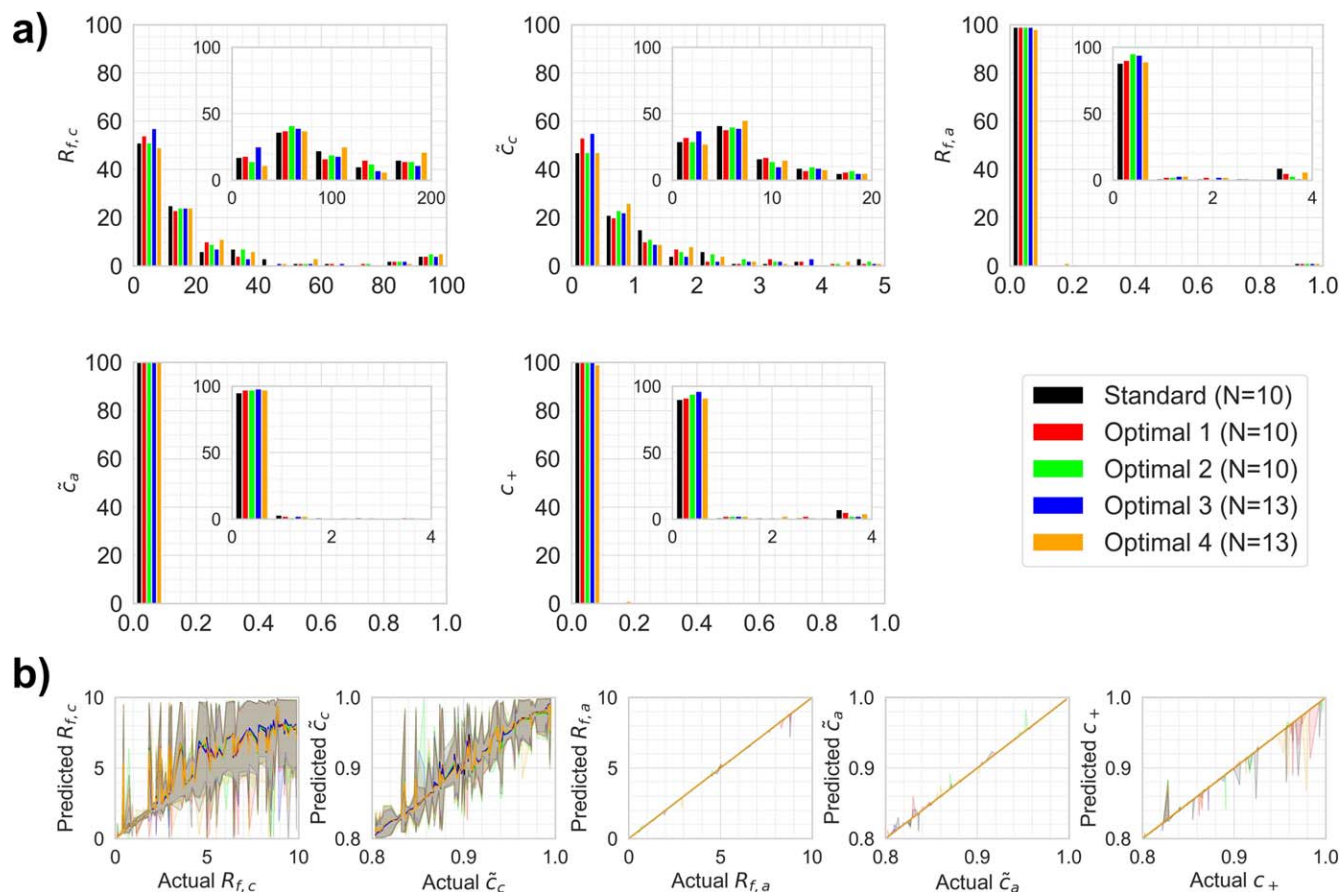 a)
R_{f, c}
100
80
60
40
20
0
0 20 40 60 80 100
100
50
0
0 100 200
c̃_c
100
80
60
40
20
0
0 1 2 3 4 5
100
50
0
0 10 20
R_{f, a}
100
80
60
40
20
0
0.0 0.2 0.4 0.6 0.8 1.0
100
50
0
0 2 4
c̃_a
100
80
60
40
20
0
0.0 0.2 0.4 0.6 0.8 1.0
100
50
0
0 2 4
c_+
100
80
60
40
20
0
0.0 0.2 0.4 0.6 0.8 1.0
100
50
0
0 2 4
Standard (N=10)
Optimal 1 (N=10)
Optimal 2 (N=10)
Optimal 3 (N=13)
Optimal 4 (N=13)
b)
Predicted R_{f, c}
10
5
0
0 5 10
Actual R_{f, c}
Predicted c̃_c
1.0
0.9
0.8
0.8 0.9 1.0
Actual c̃_c
Predicted R_{f, a}
10
5
0
0 5 10
Actual R_{f, a}
Predicted c̃_a
1.0
0.9
0.8
0.8 0.9 1.0
Actual c̃_a
Predicted c_+
1.0
0.9
0.8
0.8 0.9 1.0
Actual c_+